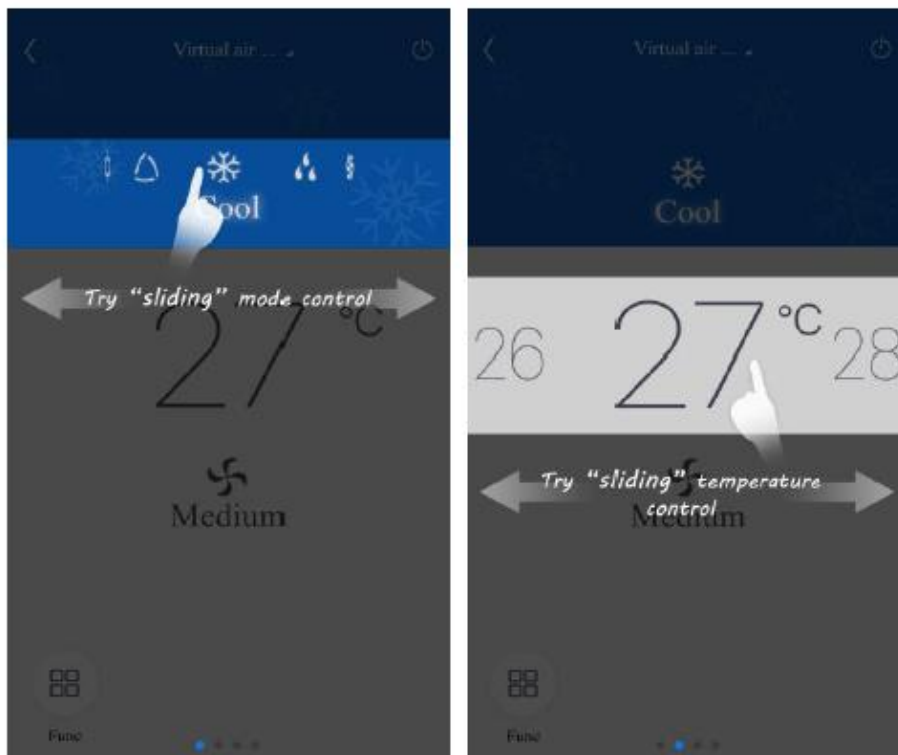 Virtual air ...
Cool
Try “sliding” mode control
27 °C
Medium
Func
Virtual air ...
Cool
26 27 °C 28
Try “sliding” temperature
control
Medium
Func